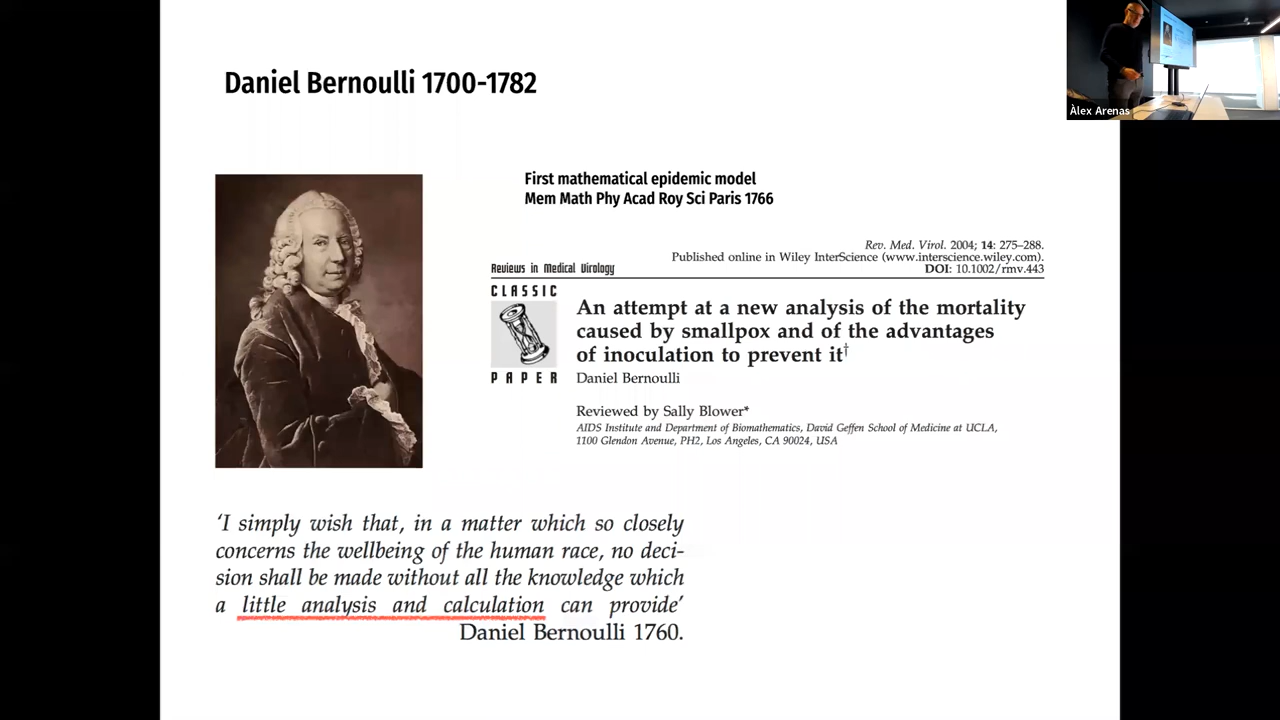 Daniel Bernoulli 1700-1782
Àlex Arenas
First mathematical epidemic model
Mem Math Phy Acad Roy Sci Paris 1766
Rev. Med. Virol. 2004; 14: 275–288.
Published online in Wiley InterScience (www.interscience.wiley.com).
Reviews in Medical Virology
DOI: 10.1002/rmv.443
CLASSIC
PAPER
An attempt at a new analysis of the mortality
caused by smallpox and of the advantages
of inoculation to prevent it†
Daniel Bernoulli
Reviewed by Sally Blower*
AIDS Institute and Department of Biomathematics, David Geffen School of Medicine at UCLA,
1100 Glendon Avenue, PH2, Los Angeles, CA 90024, USA
‘I simply wish that, in a matter which so closely
concerns the wellbeing of the human race, no deci-
sion shall be made without all the knowledge which
a little analysis and calculation can provide’
Daniel Bernoulli 1760.